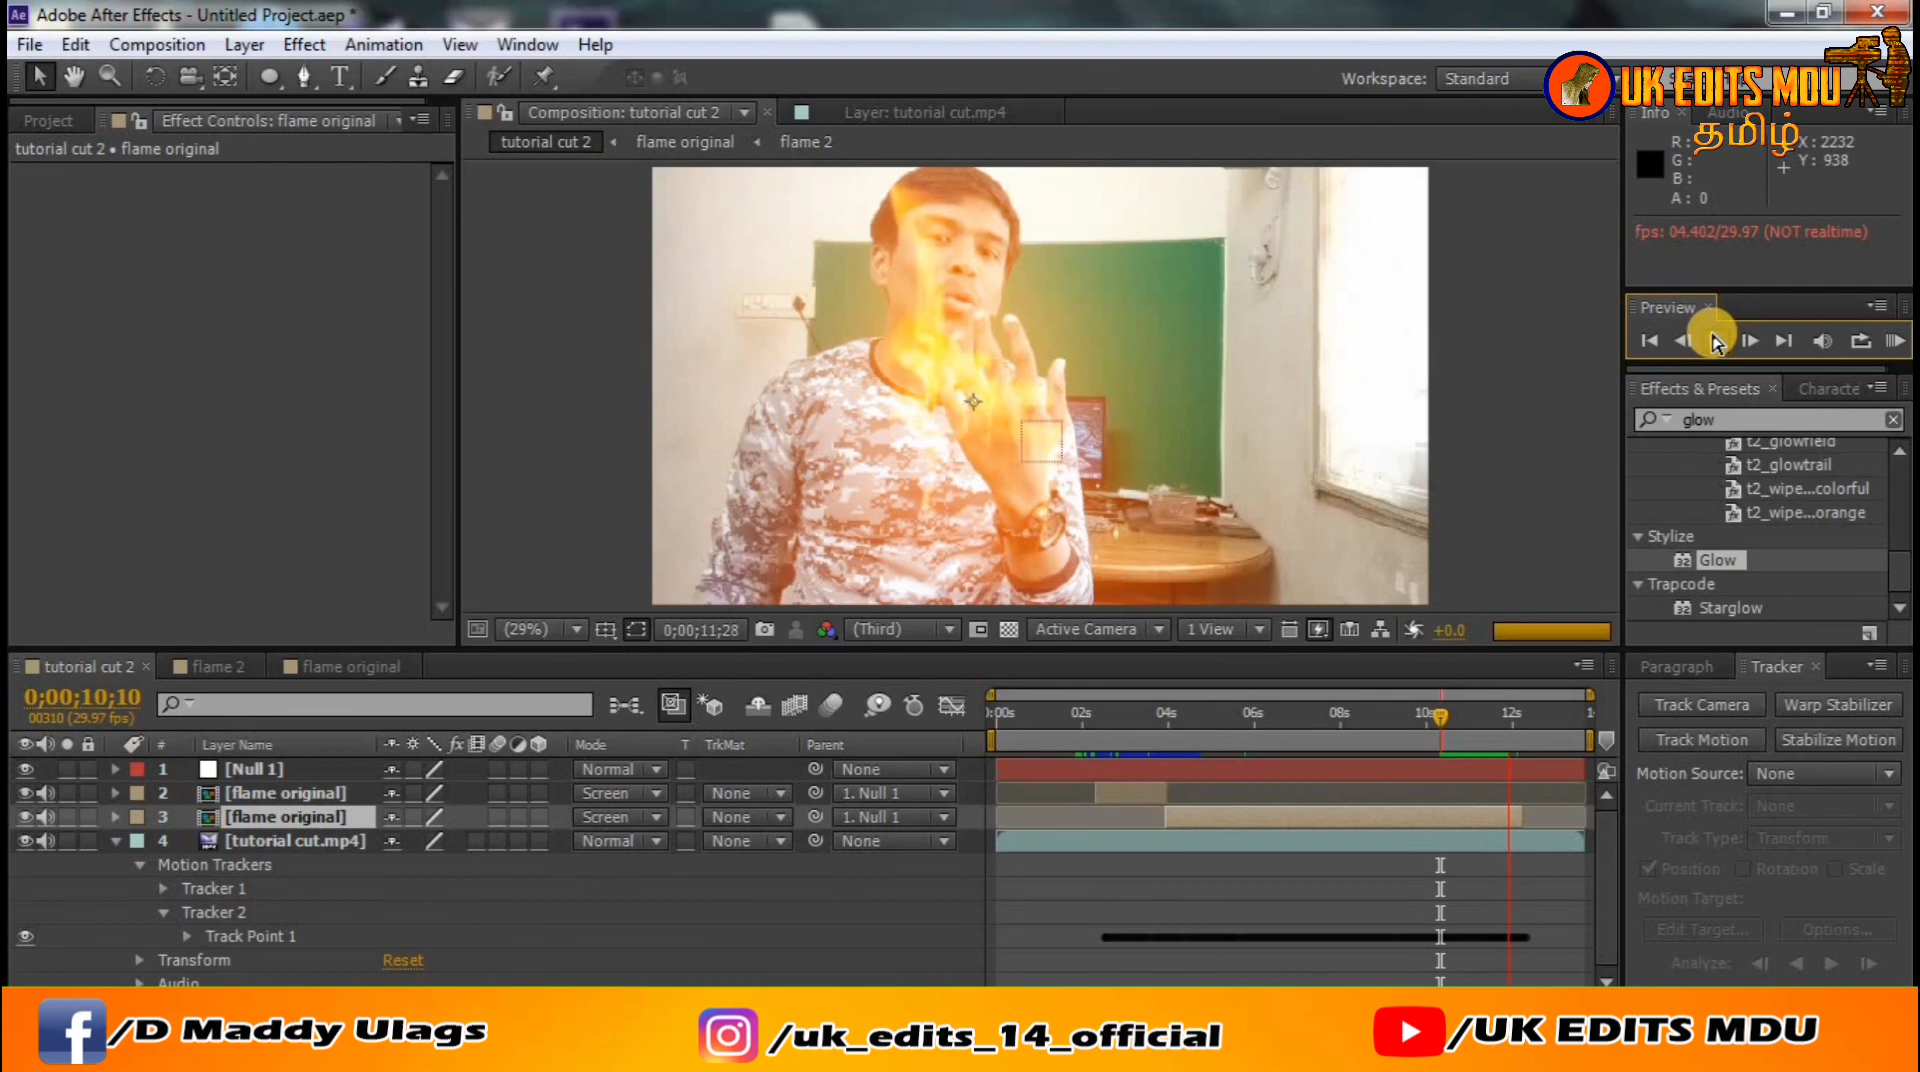 Adobe After Effects - Untitled Project.aep *
File Edit Composition Layer Effect Animation View Window Help
Workspace: Standard
UK EDITS MDU
தமிழ்
Project Effect Controls: flame original
tutorial cut 2 • flame original
Composition: tutorial cut 2
Layer: tutorial cut.mp4
tutorial cut 2 flame original flame 2
Info Audio
R:
G:
B:
A: 0
X: 2232
Y: 938
fps: 04.402/29.97 (NOT realtime)
Preview
Effects & Presets Characte
glow
t2_glowfield
t2_glowtrail
t2_wipe...colorful
t2_wipe...orange
Stylize
Glow
Trapcode
Starglow
(29%) 0;00;11;28 (Third) Active Camera 1 View +0.0
tutorial cut 2 flame 2 flame original
0;00;10;10
00310 (29.97 fps)
0:00s 02s 04s 06s 08s 10s 12s
# Layer Name fx Mode T TrkMat Parent
1 [Null 1] Normal None
2 [flame original] Screen None 1. Null 1
3 [flame original] Screen None 1. Null 1
4 [tutorial cut.mp4] Normal None None
Motion Trackers
Tracker 1
Tracker 2
Track Point 1
Transform Reset
Audio
Paragraph Tracker
Track Camera Warp Stabilizer
Track Motion Stabilize Motion
Motion Source: None
Current Track: None
Track Type: Transform
Position Rotation Scale
Motion Target:
Edit Target... Options...
Analyze:
/D Maddy Ulags
/uk_edits_14_official
/UK EDITS MDU